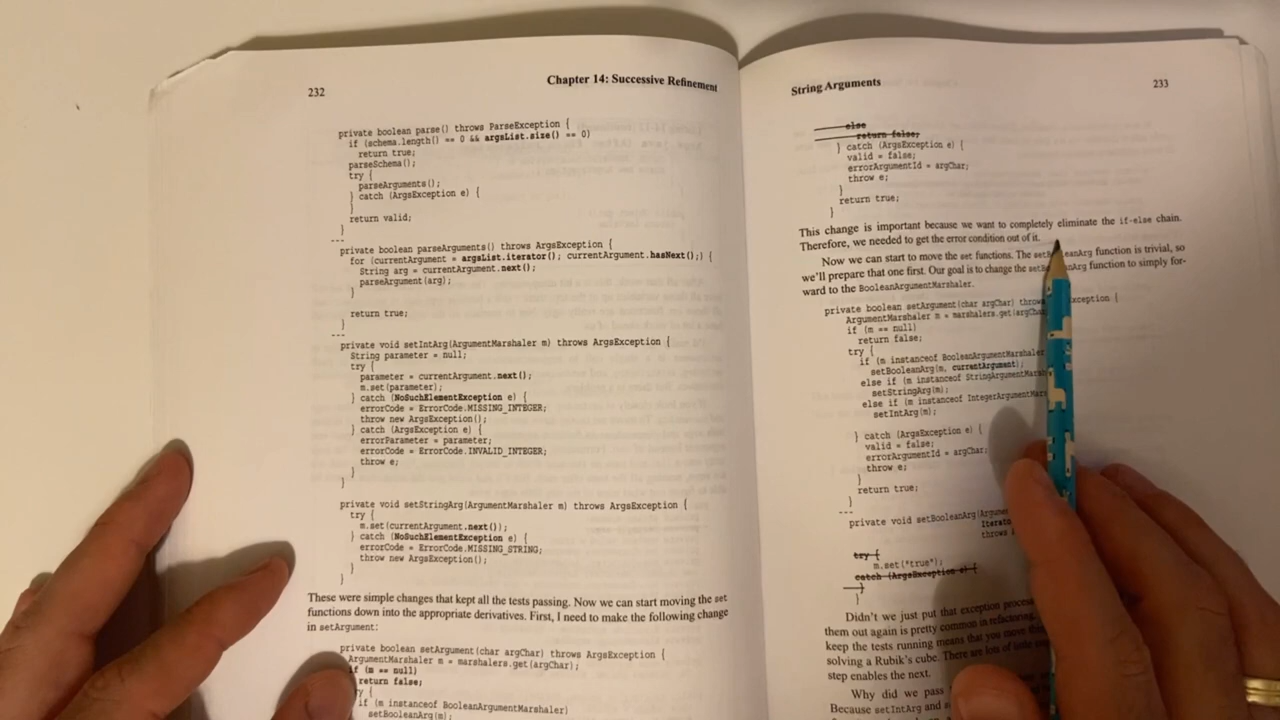 232
Chapter 14: Successive Refinement
private boolean parse() throws ParseException {
if (schema.length() == 0 && argsList.size() == 0)
return true;
parseSchema();
try {
parseArguments();
} catch (ArgsException e) {
}
return valid;
}
---
private boolean parseArguments() throws ArgsException {
for (currentArgument = argsList.iterator(); currentArgument.hasNext();) {
String arg = currentArgument.next();
parseArgument(arg);
}
return true;
}
---
private void setIntArg(ArgumentMarshaler m) throws ArgsException {
String parameter = null;
try {
parameter = currentArgument.next();
m.set(parameter);
} catch (NoSuchElementException e) {
errorCode = ErrorCode.MISSING_INTEGER;
throw new ArgsException();
} catch (ArgsException e) {
errorParameter = parameter;
errorCode = ErrorCode.INVALID_INTEGER;
throw e;
}
}
private void setStringArg(ArgumentMarshaler m) throws ArgsException {
try {
m.set(currentArgument.next());
} catch (NoSuchElementException e) {
errorCode = ErrorCode.MISSING_STRING;
throw new ArgsException();
}
}
These were simple changes that kept all the tests passing. Now we can start moving the set
functions down into the appropriate derivatives. First, I need to make the following change
in setArgument:
private boolean setArgument(char argChar) throws ArgsException {
ArgumentMarshaler m = marshalers.get(argChar);
if (m == null)
return false;
try {
if (m instanceof BooleanArgumentMarshaler)
setBooleanArg(m);
String Arguments
233
else
return false;
} catch (ArgsException e) {
valid = false;
errorArgumentId = argChar;
throw e;
}
return true;
}
This change is important because we want to completely eliminate the if-else chain.
Therefore, we needed to get the error condition out of it.
Now we can start to move the set functions. The setBooleanArg function is trivial, so
we'll prepare that one first. Our goal is to change the setBooleanArg function to simply for-
ward to the BooleanArgumentMarshaler.
private boolean setArgument(char argChar) throws Exception {
ArgumentMarshaler m = marshalers.get(argChar
if (m == null)
return false;
try {
if (m instanceof BooleanArgumentMarshaler
setBooleanArg(m, currentArgument);
else if (m instanceof StringArgumentMarsh
setStringArg(m);
else if (m instanceof IntegerArgumentMars
setIntArg(m);
} catch (ArgsException e) {
valid = false;
errorArgumentId = argChar;
throw e;
}
return true;
}
---
private void setBooleanArg(Argumen
Iterato
throws
try {
m.set("true");
catch (ArgsException e) {
}
}
Didn't we just put that exception process
them out again is pretty common in refactoring.
keep the tests running means that you move
solving a Rubik's cube. There are lots of
step enables the next.
Why did we pass
Because setIntArg and